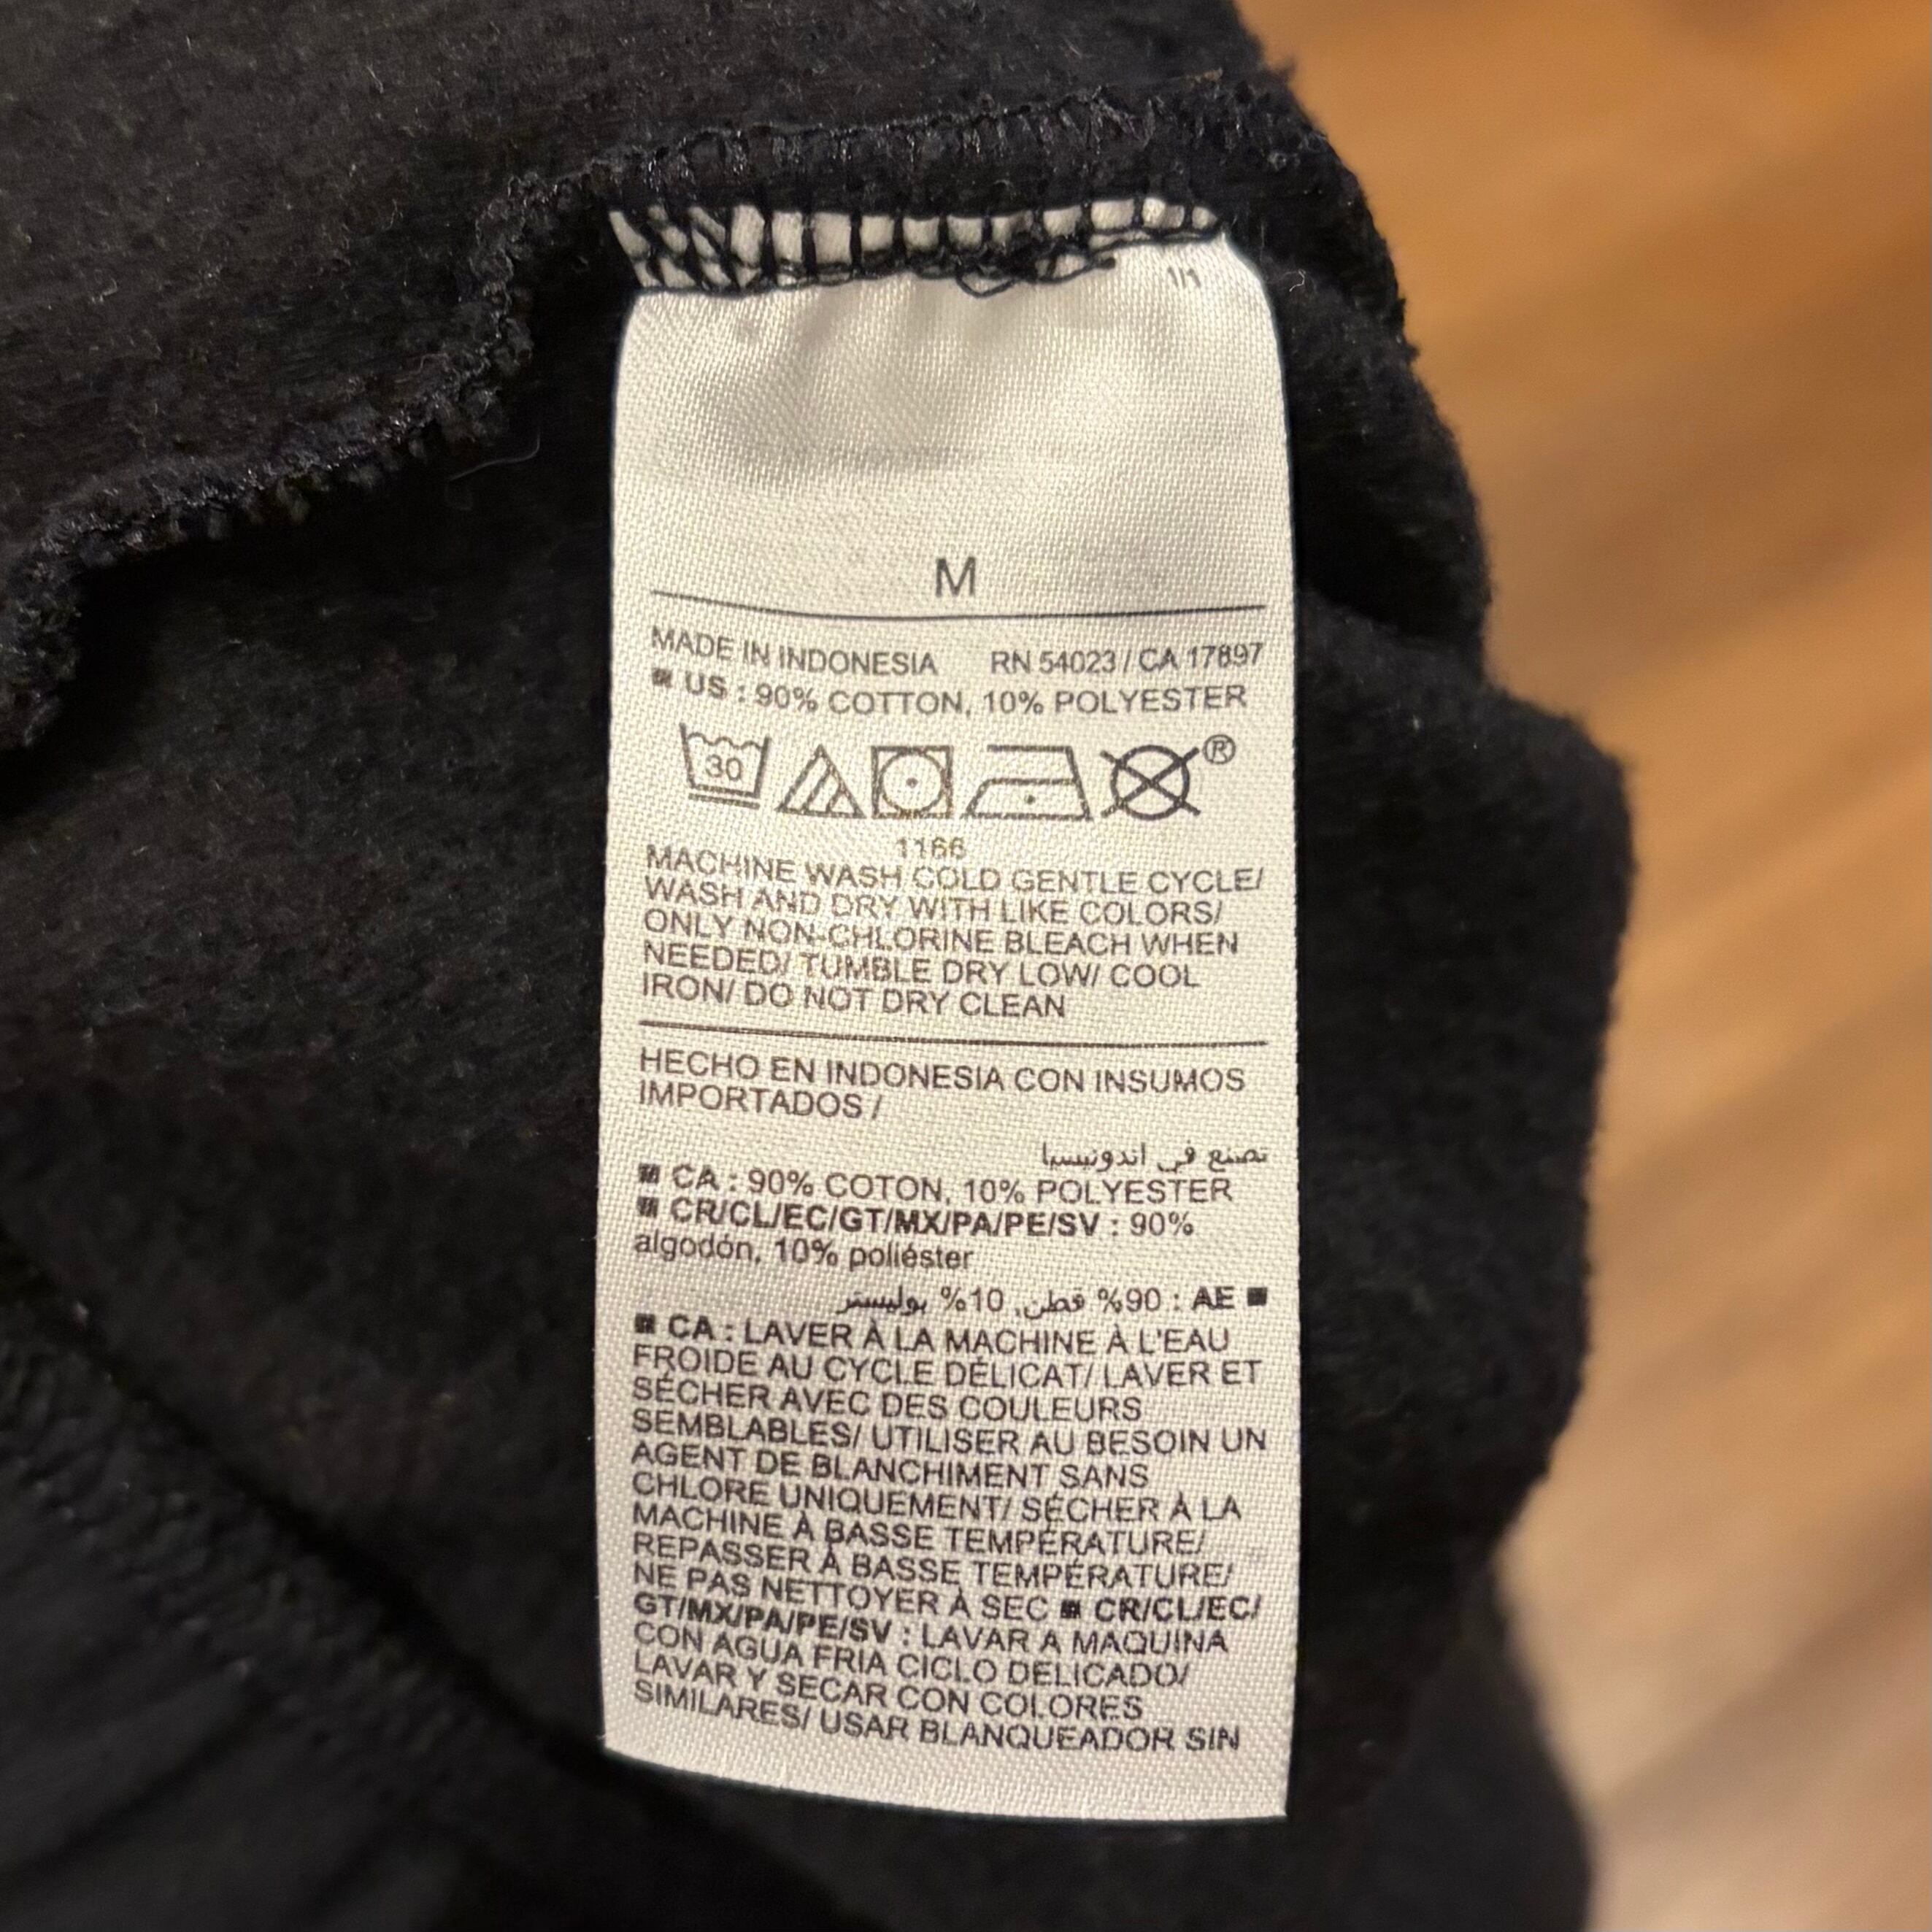 1/1
M
MADE IN INDONESIA RN 54023 / CA 17897
US : 90% COTTON, 10% POLYESTER
30 ®
1166
MACHINE WASH COLD GENTLE CYCLE/
WASH AND DRY WITH LIKE COLORS/
ONLY NON-CHLORINE BLEACH WHEN
NEEDED/ TUMBLE DRY LOW/ COOL
IRON/ DO NOT DRY CLEAN
HECHO EN INDONESIA CON INSUMOS
IMPORTADOS /
تصنع في اندونيسيا
CA : 90% COTON, 10% POLYESTER
CR/CL/EC/GT/MX/PA/PE/SV : 90%
algodón, 10% poliéster
AE : 90% قطن, 10% بوليستر
CA : LAVER À LA MACHINE À L'EAU
FROIDE AU CYCLE DÉLICAT/ LAVER ET
SÉCHER AVEC DES COULEURS
SEMBLABLES/ UTILISER AU BESOIN UN
AGENT DE BLANCHIMENT SANS
CHLORE UNIQUEMENT/ SÉCHER À LA
MACHINE À BASSE TEMPÉRATURE/
REPASSER À BASSE TEMPÉRATURE/
NE PAS NETTOYER À SEC CR/CL/EC/
GT/MX/PA/PE/SV : LAVAR A MAQUINA
CON AGUA FRIA CICLO DELICADO/
LAVAR Y SECAR CON COLORES
SIMILARES/ USAR BLANQUEADOR SIN